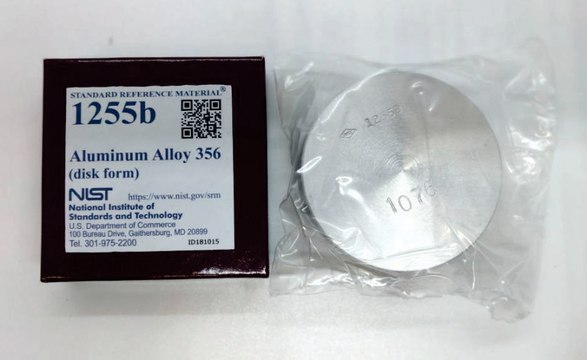 STANDARD REFERENCE MATERIAL®
1255b
Aluminum Alloy 356
(disk form)
NIST https://www.nist.gov/srm
National Institute of
Standards and Technology
U.S. Department of Commerce
100 Bureau Drive, Gaithersburg, MD 20899
Tel. 301-975-2200 ID181015
1076